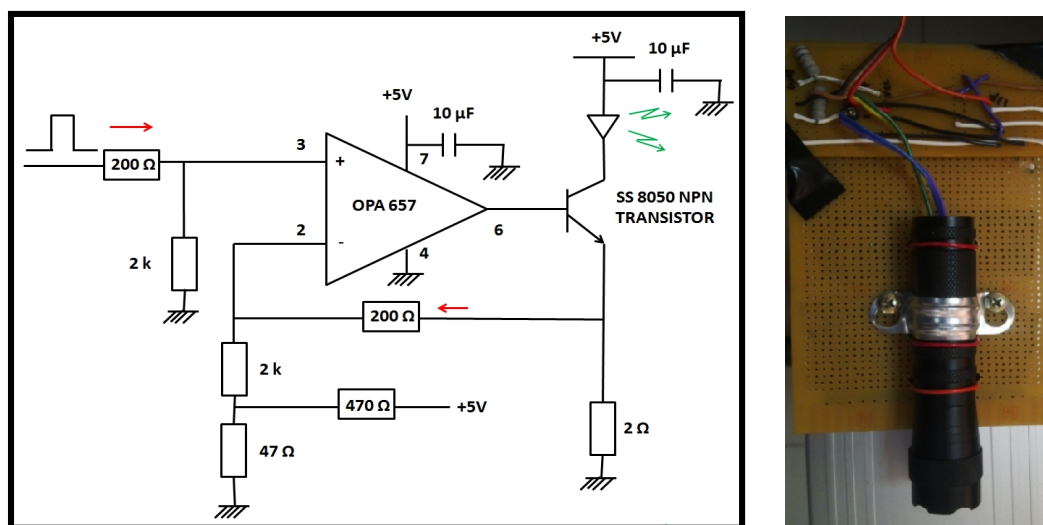 +5V
10 µF
+5V
10 µF
200 Ω
3
+
7
OPA 657
SS 8050 NPN
TRANSISTOR
6
2
-
4
2 k
200 Ω
2 k
470 Ω
+5V
47 Ω
2 Ω